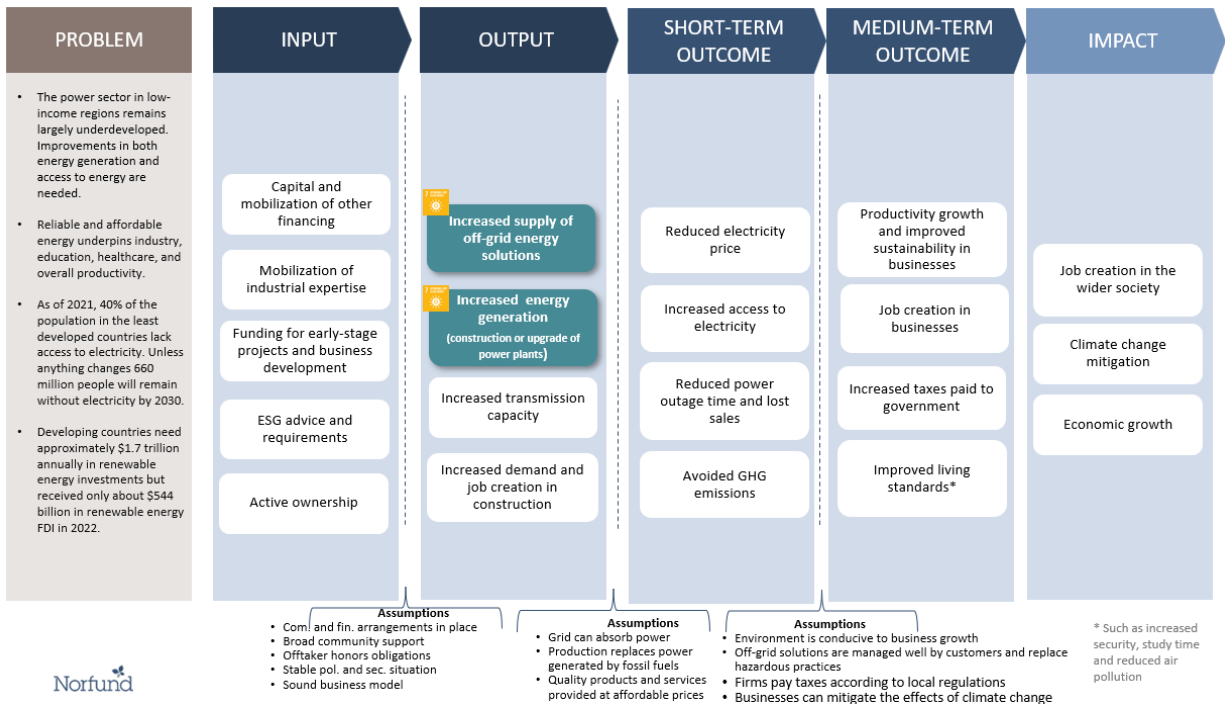 PROBLEM
• The power sector in low-
income regions remains
largely underdeveloped.
Improvements in both
energy generation and
access to energy are
needed.
• Reliable and affordable
energy underpins industry,
education, healthcare, and
overall productivity.
• As of 2021, 40% of the
population in the least
developed countries lack
access to electricity. Unless
anything changes 660
million people will remain
without electricity by 2030.
• Developing countries need
approximately $1.7 trillion
annually in renewable
energy investments but
received only about $544
billion in renewable energy
FDI in 2022.
INPUT
Capital and
mobilization of other
financing
Mobilization of
industrial expertise
Funding for early-stage
projects and business
development
ESG advice and
requirements
Active ownership
OUTPUT
7
Increased supply of
off-grid energy
solutions
7
Increased energy
generation
(construction or upgrade of
power plants)
Increased transmission
capacity
Increased demand and
job creation in
construction
SHORT-TERM
OUTCOME
Reduced electricity
price
Increased access to
electricity
Reduced power
outage time and lost
sales
Avoided GHG
emissions
MEDIUM-TERM
OUTCOME
Productivity growth
and improved
sustainability in
businesses
Job creation in
businesses
Increased taxes paid to
government
Improved living
standards*
IMPACT
Job creation in the
wider society
Climate change
mitigation
Economic growth
Assumptions
• Com. and fin. arrangements in place
• Broad community support
• Offtaker honors obligations
• Stable pol. and sec. situation
• Sound business model
Assumptions
• Grid can absorb power
• Production replaces power
generated by fossil fuels
• Quality products and services
provided at affordable prices
Assumptions
• Environment is conducive to business growth
• Off-grid solutions are managed well by customers and replace
hazardous practices
• Firms pay taxes according to local regulations
• Businesses can mitigate the effects of climate change
* Such as increased
security, study time
and reduced air
pollution
Norfund